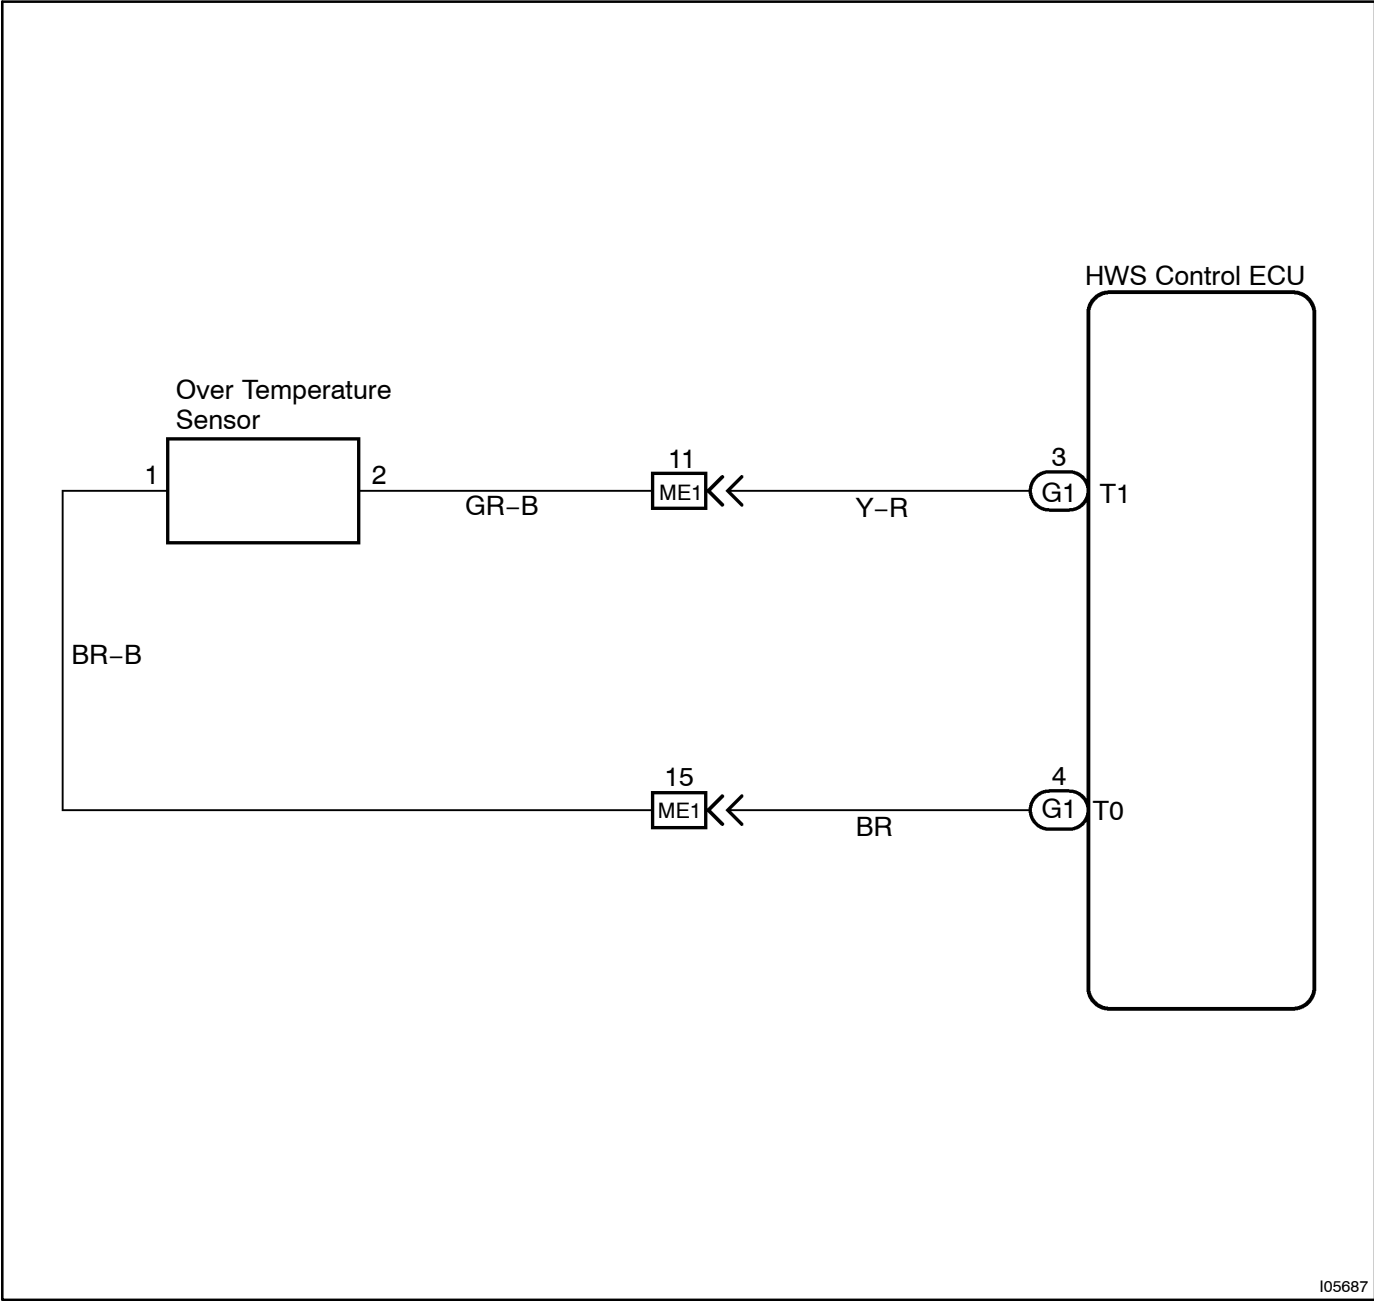 HWS Control ECU
Over Temperature
Sensor
1
2
GR–B
11
ME1
Y–R
3
G1
T1
BR–B
15
ME1
BR
4
G1
T0
I05687